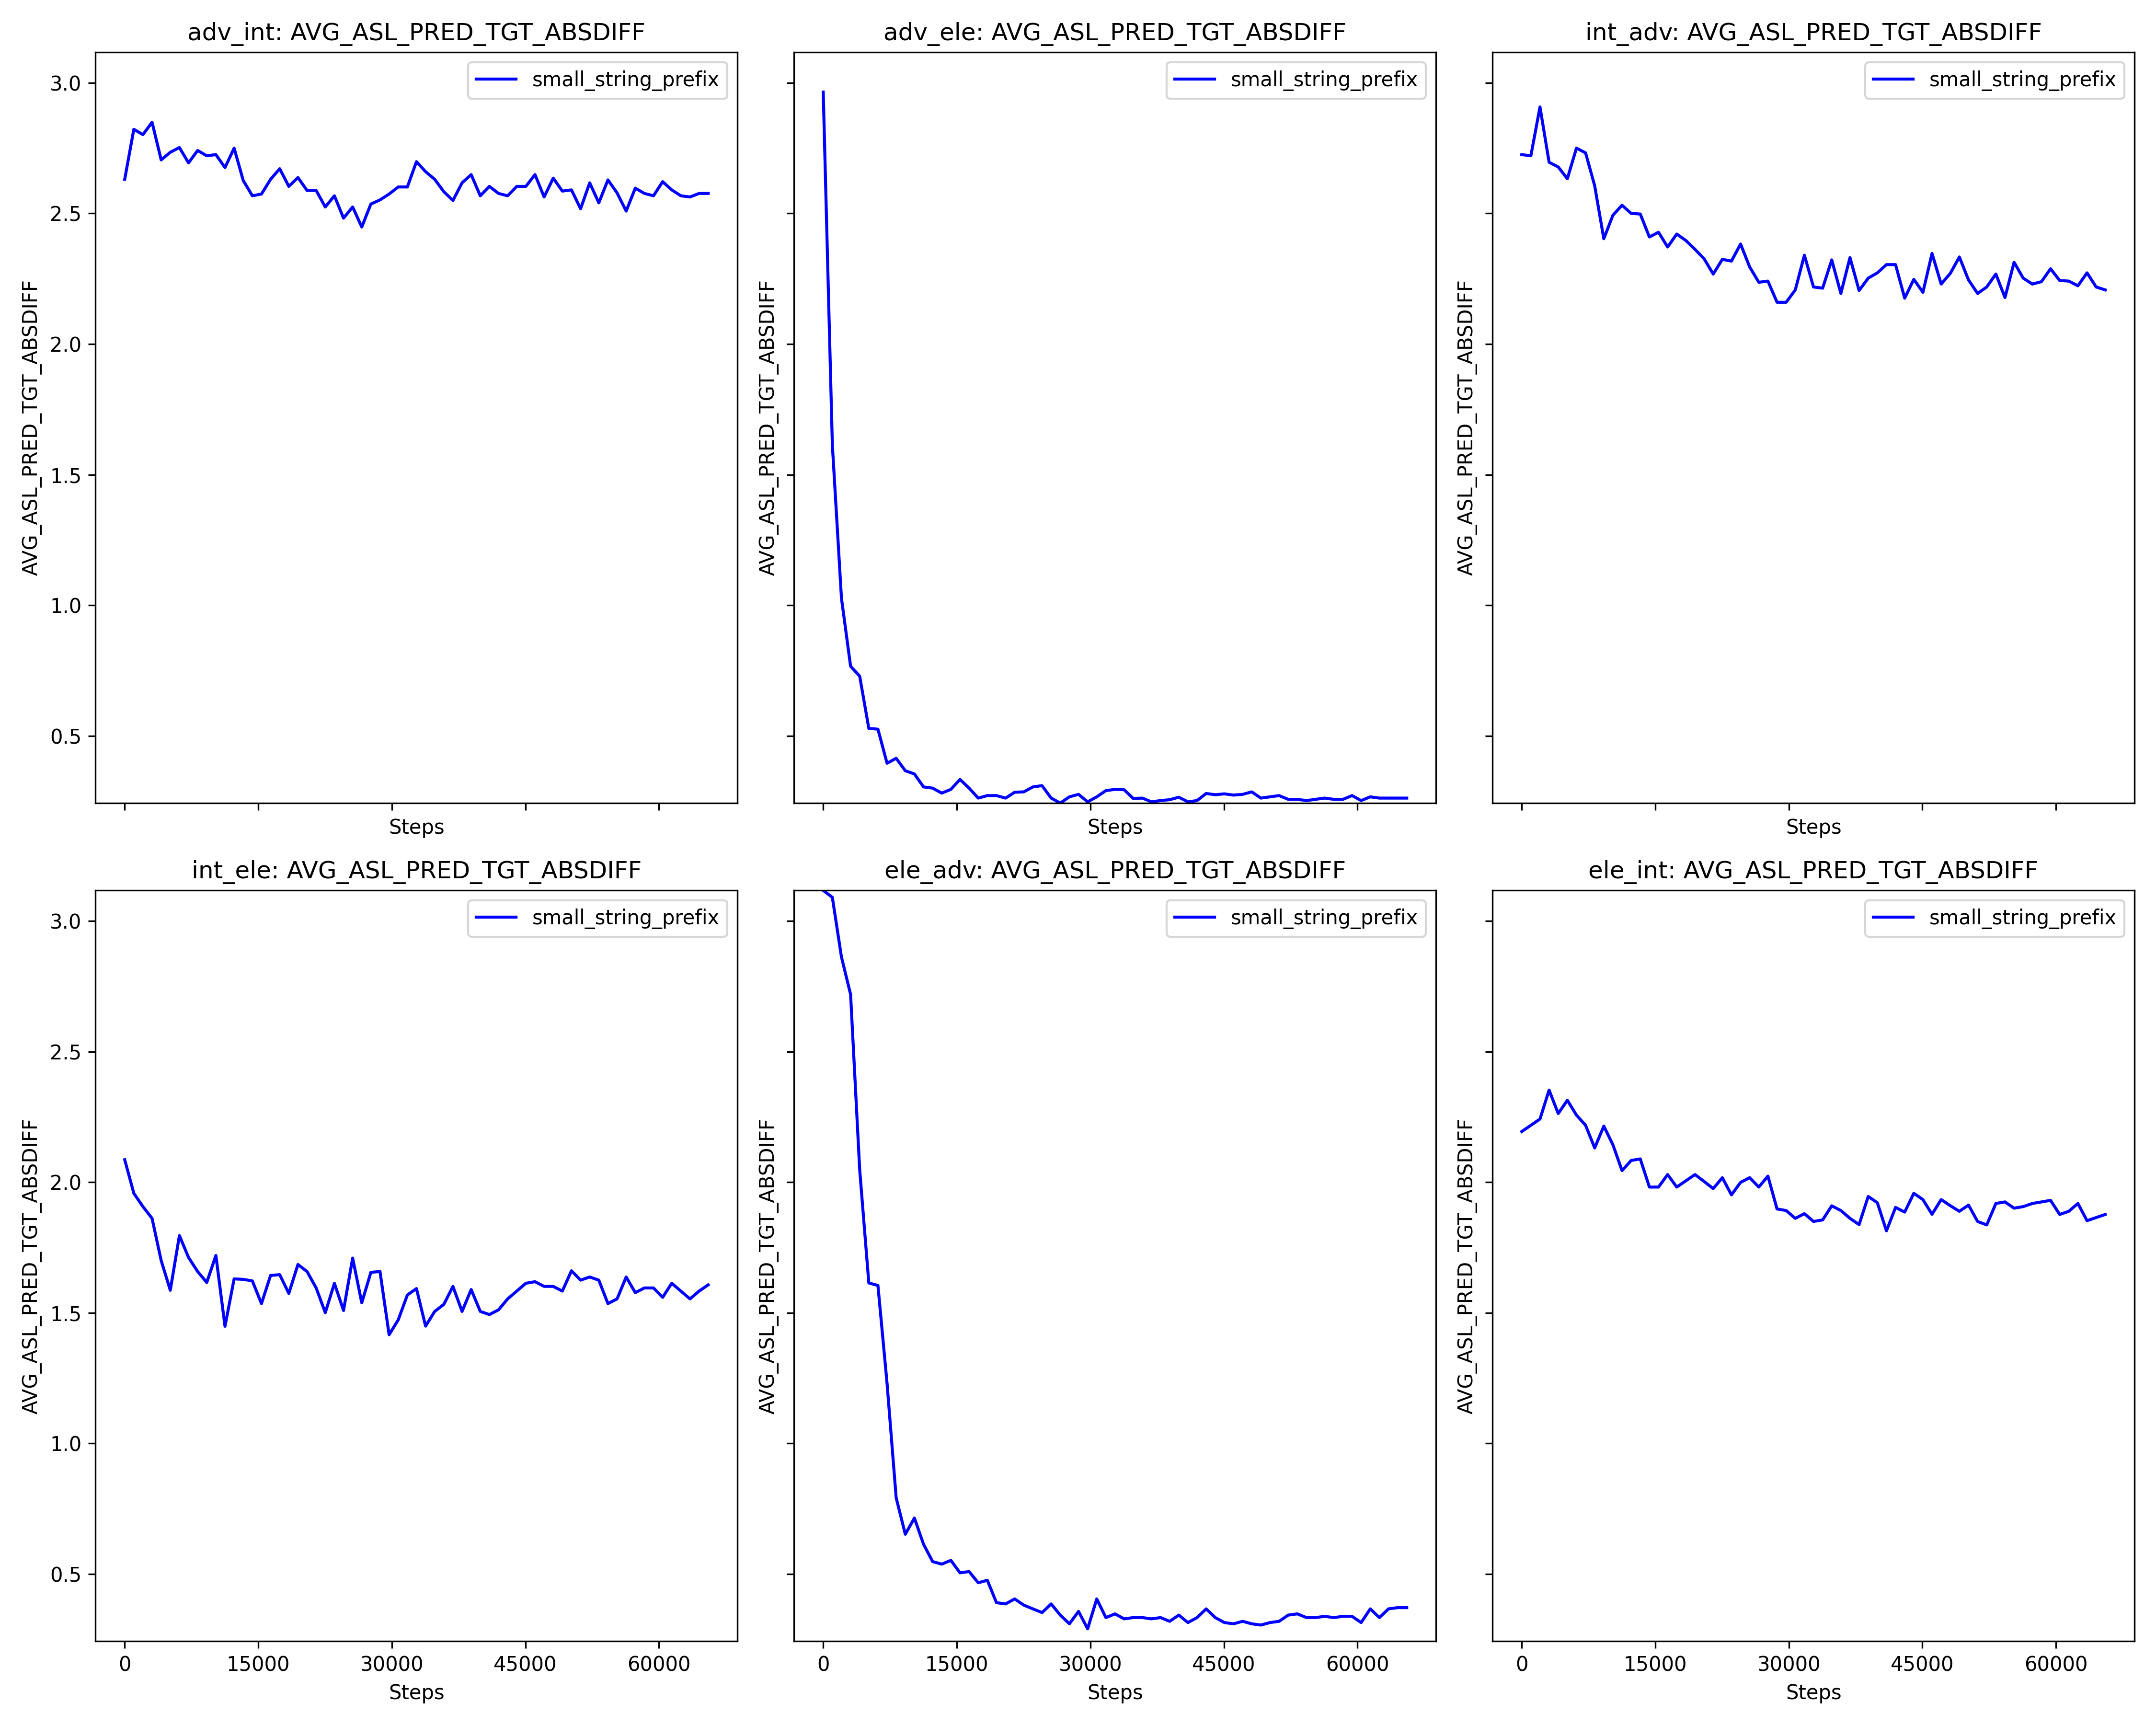 adv_int: AVG_ASL_PRED_TGT_ABSDIFF
adv_ele: AVG_ASL_PRED_TGT_ABSDIFF
int_adv: AVG_ASL_PRED_TGT_ABSDIFF
small_string_prefix
small_string_prefix
small_string_prefix
3.0
2.5
2.0
1.5
1.0
0.5
AVG_ASL_PRED_TGT_ABSDIFF
AVG_ASL_PRED_TGT_ABSDIFF
AVG_ASL_PRED_TGT_ABSDIFF
Steps
Steps
Steps
int_ele: AVG_ASL_PRED_TGT_ABSDIFF
ele_adv: AVG_ASL_PRED_TGT_ABSDIFF
ele_int: AVG_ASL_PRED_TGT_ABSDIFF
small_string_prefix
small_string_prefix
small_string_prefix
3.0
2.5
2.0
1.5
1.0
0.5
AVG_ASL_PRED_TGT_ABSDIFF
AVG_ASL_PRED_TGT_ABSDIFF
AVG_ASL_PRED_TGT_ABSDIFF
0 15000 30000 45000 60000
0 15000 30000 45000 60000
0 15000 30000 45000 60000
Steps
Steps
Steps